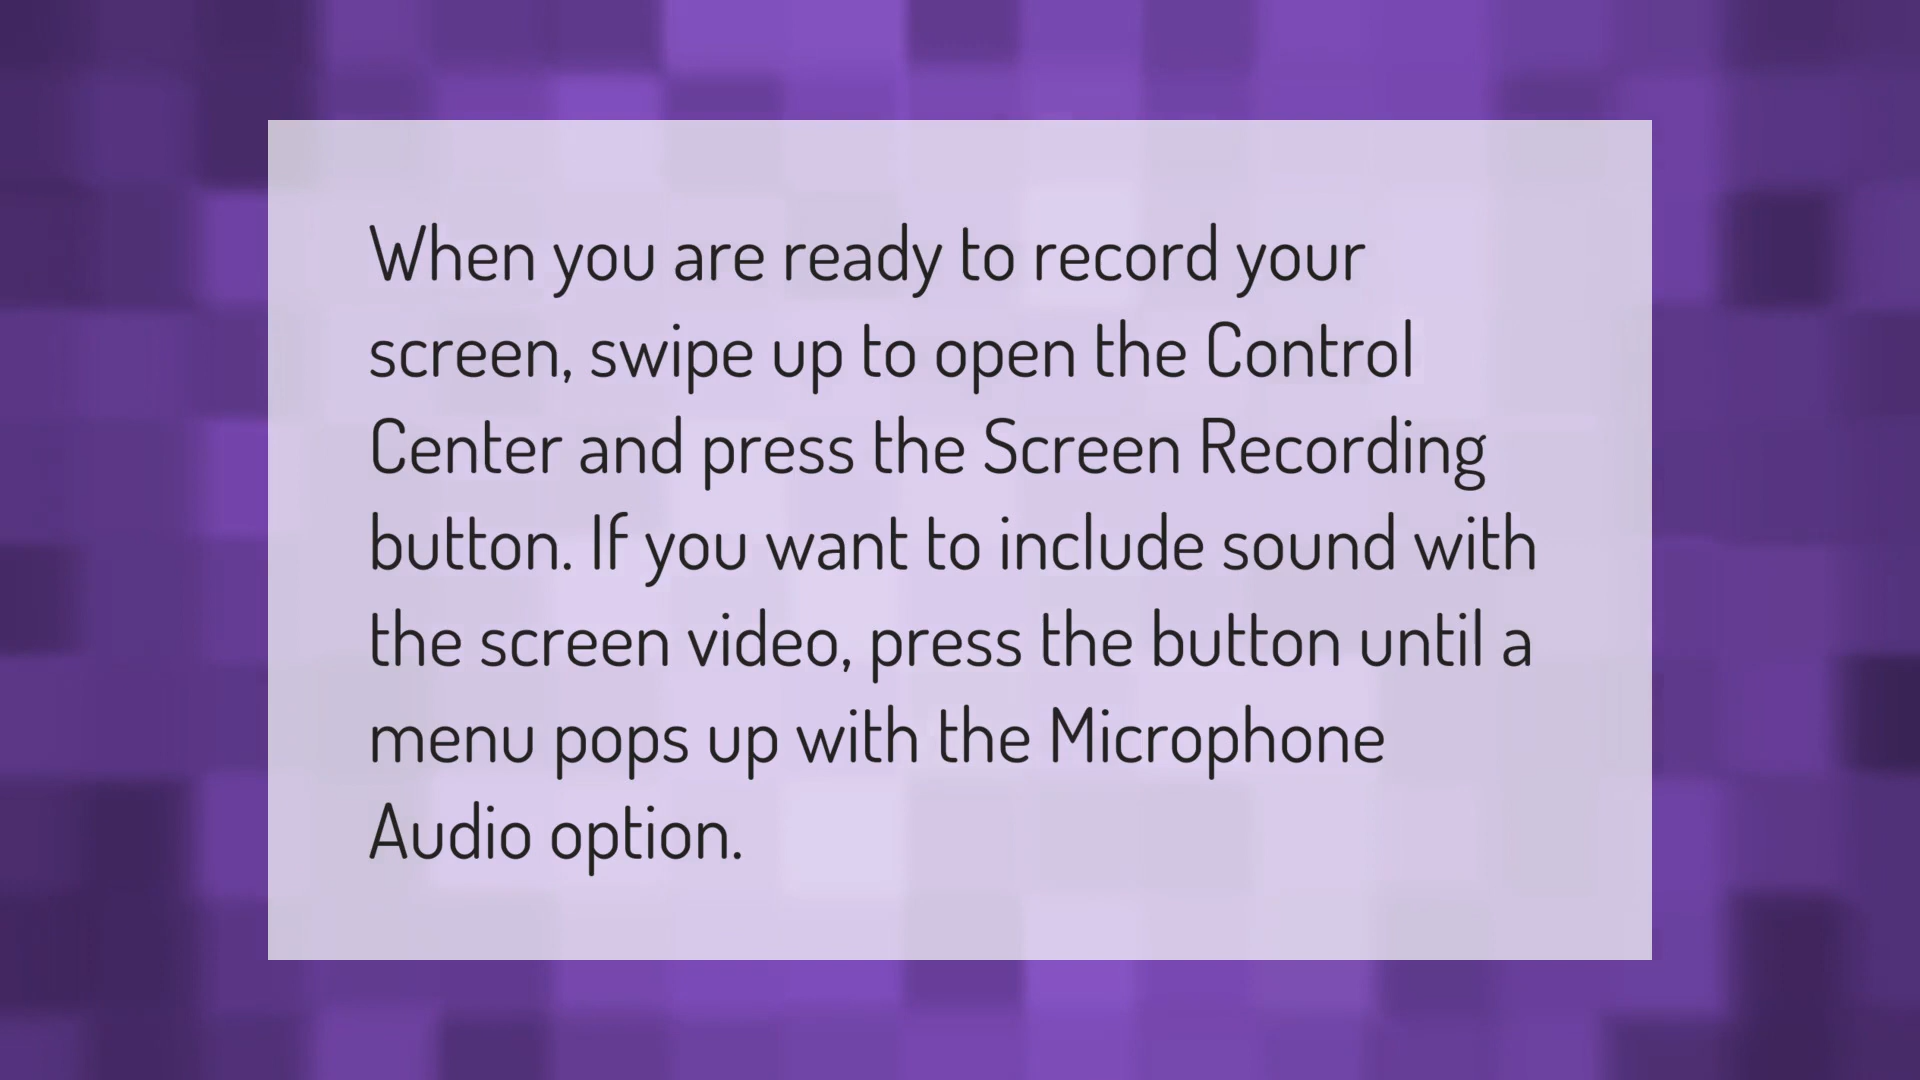 When you are ready to record your
screen, swipe up to open the Control
Center and press the Screen Recording
button. If you want to include sound with
the screen video, press the button until a
menu pops up with the Microphone
Audio option.